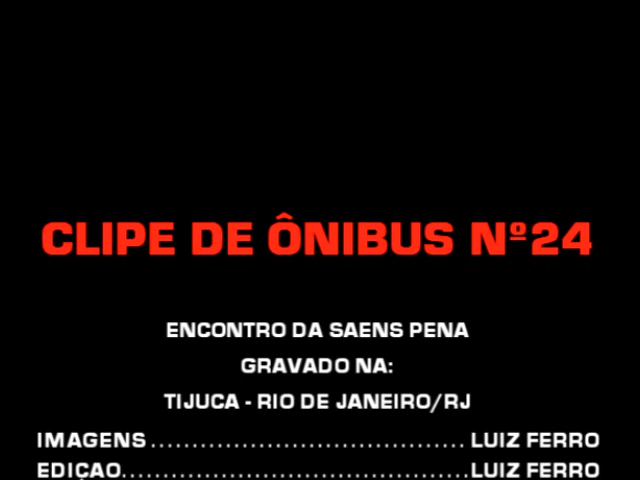 CLIPE DE ÔNIBUS Nº24
ENCONTRO DA SAENS PENA
GRAVADO NA:
TIJUCA - RIO DE JANEIRO/RJ
IMAGENS..................................... LUIZ FERRO
EDIÇAO.........................................LUIZ FERRO